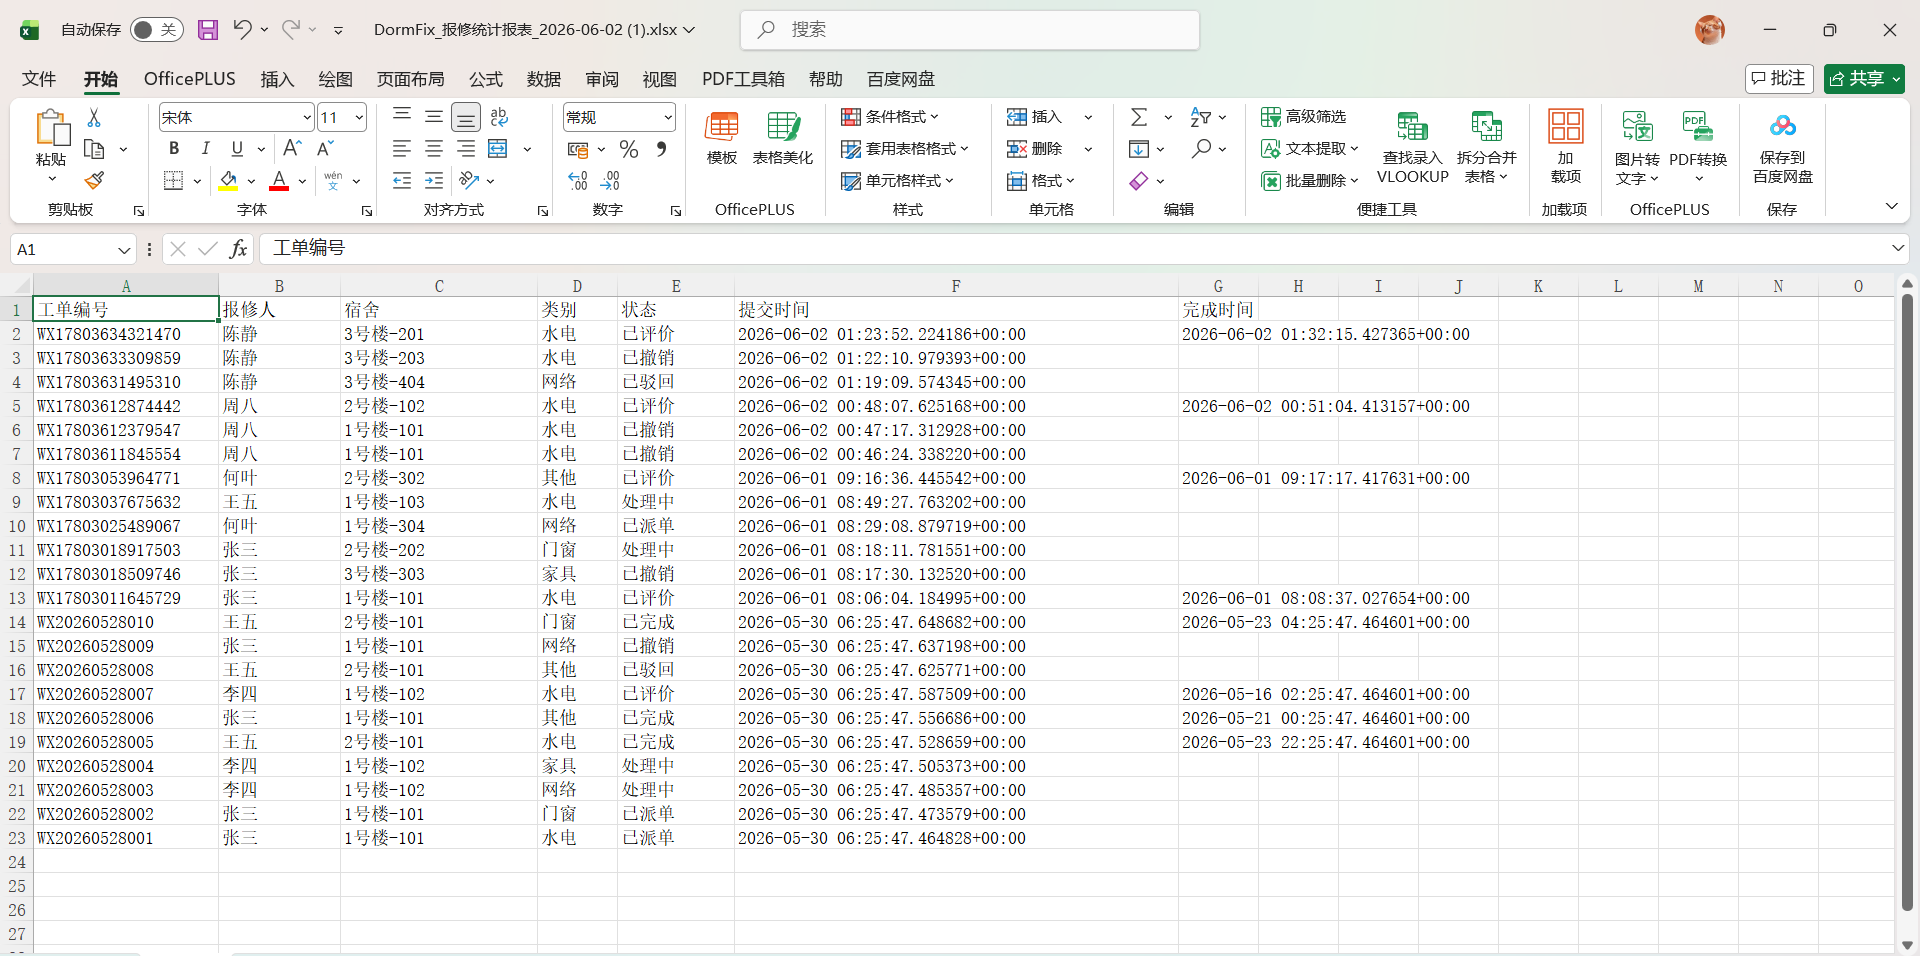 自动保存 关 DormFix_报修统计报表_2026-06-02 (1).xlsx 搜索
文件 开始 OfficePLUS 插入 绘图 页面布局 公式 数据 审阅 视图 PDF工具箱 帮助 百度网盘 批注 共享
粘贴
剪贴板
宋体 11
B I U A A
A wén 文
字体
ab c
对齐方式
常规
% 9
.00 .00
数字
模板 表格美化
OfficePLUS
条件格式
套用表格格式
单元格样式
样式
插入
删除
格式
单元格
编辑
高级筛选
文本提取
批量删除
查找录入 VLOOKUP
拆分合并 表格
便捷工具
加 载项
加载项
图片转 文字
PDF转换
OfficePLUS
保存到 百度网盘
保存
A1 fx 工单编号
A B C D E F G H I J K L M N O
1 工单编号 报修人 宿舍 类别 状态 提交时间 完成时间
2 WX17803634321470 陈静 3号楼-201 水电 已评价 2026-06-02 01:23:52.224186+00:00 2026-06-02 01:32:15.427365+00:00
3 WX17803633309859 陈静 3号楼-203 水电 已撤销 2026-06-02 01:22:10.979393+00:00
4 WX17803631495310 陈静 3号楼-404 网络 已驳回 2026-06-02 01:19:09.574345+00:00
5 WX17803612874442 周八 2号楼-102 水电 已评价 2026-06-02 00:48:07.625168+00:00 2026-06-02 00:51:04.413157+00:00
6 WX17803612379547 周八 1号楼-101 水电 已撤销 2026-06-02 00:47:17.312928+00:00
7 WX17803611845554 周八 1号楼-101 水电 已撤销 2026-06-02 00:46:24.338220+00:00
8 WX17803053964771 何叶 2号楼-302 其他 已评价 2026-06-01 09:16:36.445542+00:00 2026-06-01 09:17:17.417631+00:00
9 WX17803037675632 王五 1号楼-103 水电 处理中 2026-06-01 08:49:27.763202+00:00
10 WX17803025489067 何叶 1号楼-304 网络 已派单 2026-06-01 08:29:08.879719+00:00
11 WX17803018917503 张三 2号楼-202 门窗 处理中 2026-06-01 08:18:11.781551+00:00
12 WX17803018509746 张三 3号楼-303 家具 已撤销 2026-06-01 08:17:30.132520+00:00
13 WX17803011645729 张三 1号楼-101 水电 已评价 2026-06-01 08:06:04.184995+00:00 2026-06-01 08:08:37.027654+00:00
14 WX20260528010 王五 2号楼-101 门窗 已完成 2026-05-30 06:25:47.648682+00:00 2026-05-23 04:25:47.464601+00:00
15 WX20260528009 张三 1号楼-101 网络 已撤销 2026-05-30 06:25:47.637198+00:00
16 WX20260528008 王五 2号楼-101 其他 已驳回 2026-05-30 06:25:47.625771+00:00
17 WX20260528007 李四 1号楼-102 水电 已评价 2026-05-30 06:25:47.587509+00:00 2026-05-16 02:25:47.464601+00:00
18 WX20260528006 张三 1号楼-101 其他 已完成 2026-05-30 06:25:47.556686+00:00 2026-05-21 00:25:47.464601+00:00
19 WX20260528005 王五 2号楼-101 水电 已完成 2026-05-30 06:25:47.528659+00:00 2026-05-23 22:25:47.464601+00:00
20 WX20260528004 李四 1号楼-102 家具 处理中 2026-05-30 06:25:47.505373+00:00
21 WX20260528003 李四 1号楼-102 网络 处理中 2026-05-30 06:25:47.485357+00:00
22 WX20260528002 张三 1号楼-101 门窗 已派单 2026-05-30 06:25:47.473579+00:00
23 WX20260528001 张三 1号楼-101 水电 已派单 2026-05-30 06:25:47.464828+00:00
24
25
26
27